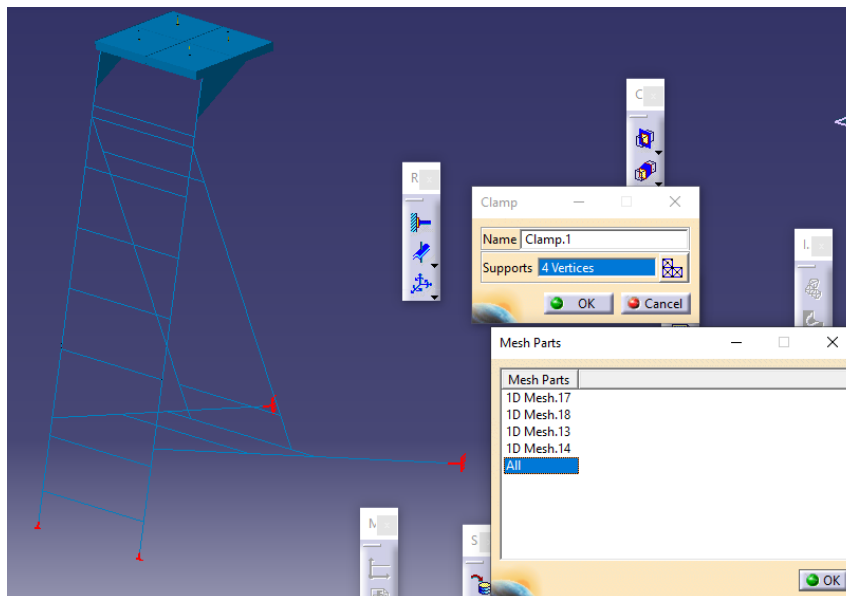 C
R
Clamp
Name Clamp.1
Supports 4 Vertices
OK Cancel
I.
Mesh Parts
Mesh Parts
1D Mesh.17
1D Mesh.18
1D Mesh.13
1D Mesh.14
All
OK
M
S